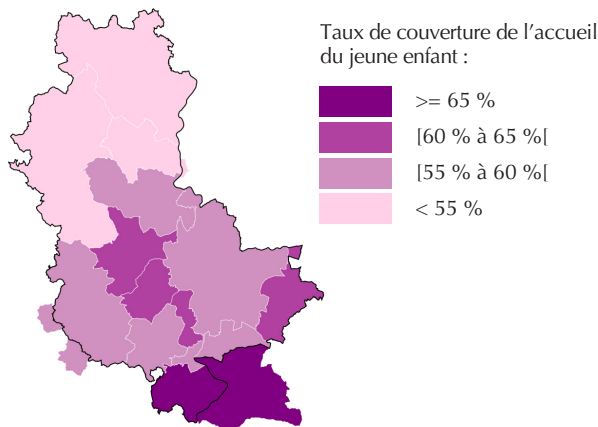 Taux de couverture de l'accueil
du jeune enfant :
>= 65 %
[60 % à 65 %[
[55 % à 60 %[
< 55 %